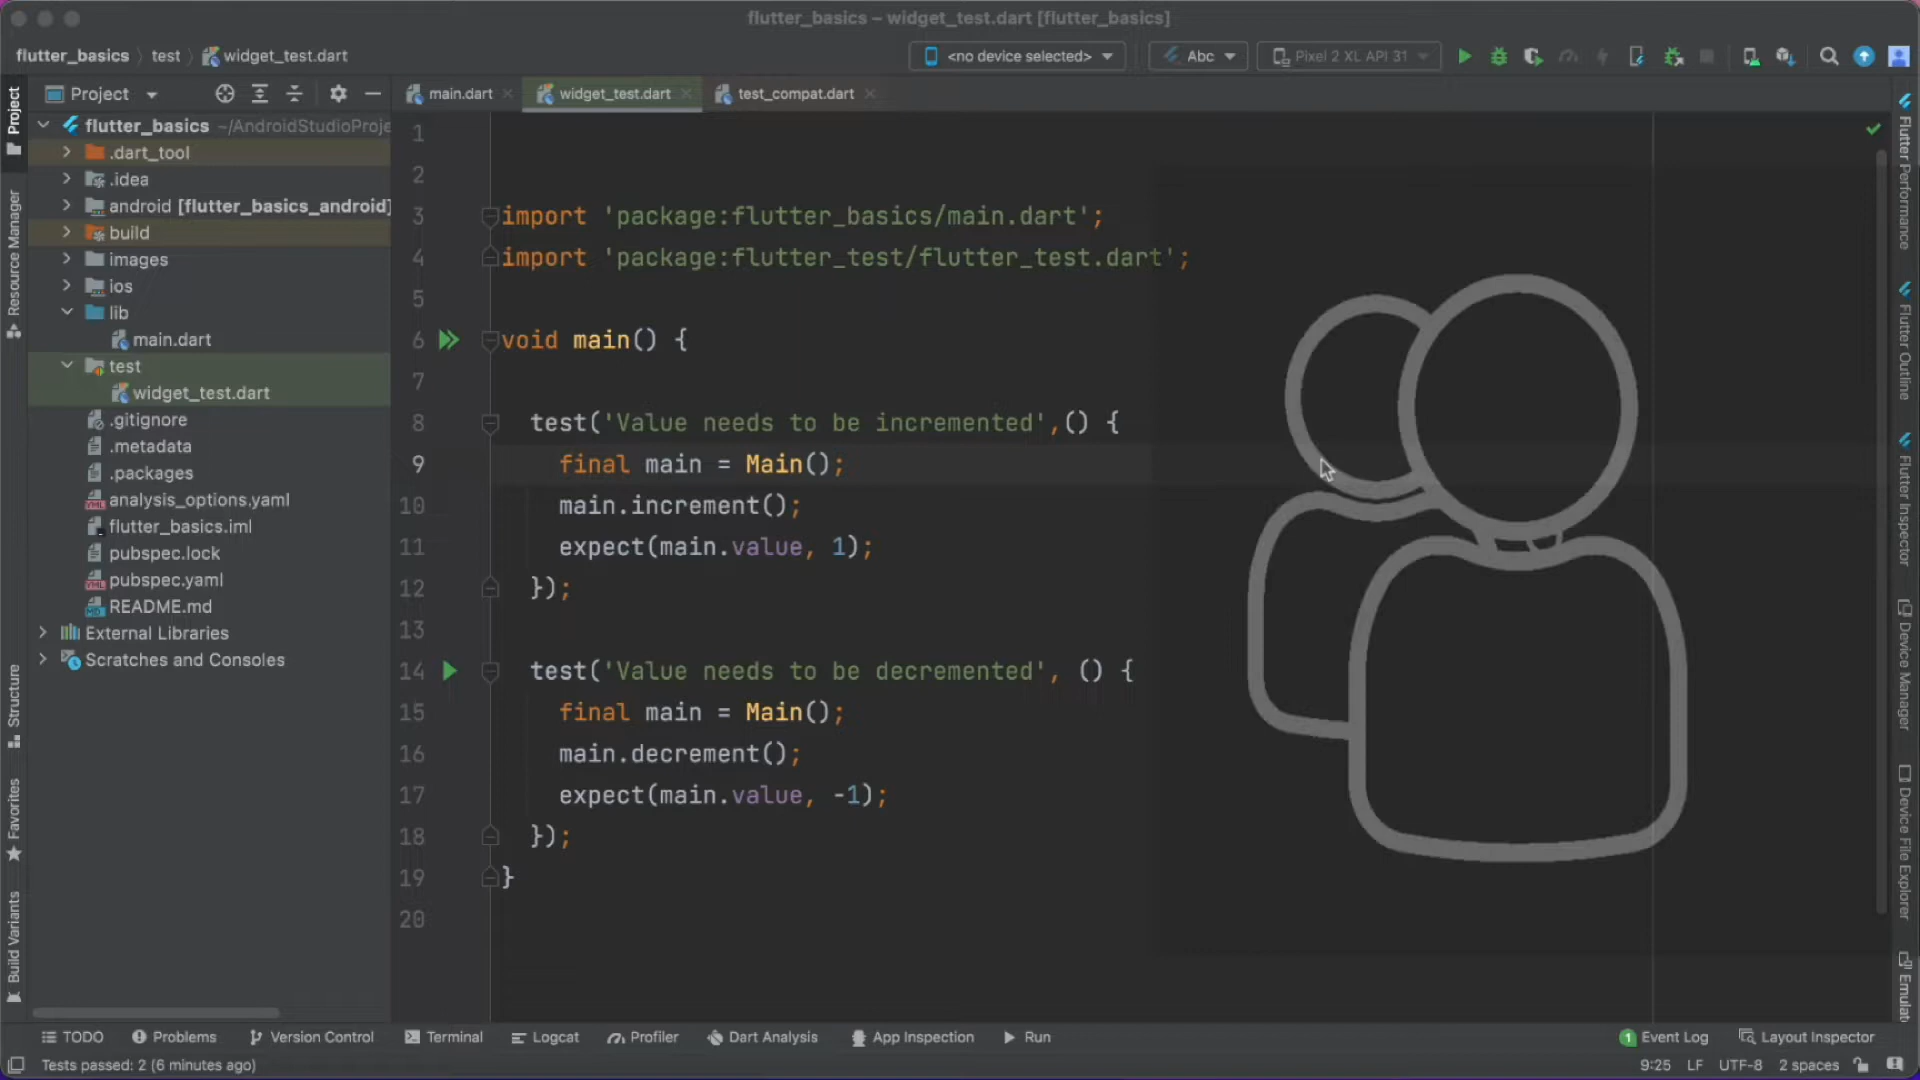 flutter_basics – widget_test.dart [flutter_basics]
flutter_basics test widget_test.dart
<no device selected> Abc Pixel 2 XL API 31
Project
main.dart widget_test.dart test_compat.dart
Project
Resource Manager
Structure
Favorites
Build Variants
flutter_basics ~/AndroidStudioProje
.dart_tool
.idea
android [flutter_basics_android]
build
images
ios
lib
main.dart
test
widget_test.dart
.gitignore
.metadata
.packages
analysis_options.yaml
flutter_basics.iml
pubspec.lock
pubspec.yaml
README.md
External Libraries
Scratches and Consoles
1
2
3 import 'package:flutter_basics/main.dart';
4 import 'package:flutter_test/flutter_test.dart';
5
6 void main() {
7
8 test('Value needs to be incremented',() {
9 final main = Main();
10 main.increment();
11 expect(main.value, 1);
12 });
13
14 test('Value needs to be decremented', () {
15 final main = Main();
16 main.decrement();
17 expect(main.value, -1);
18 });
19 }
20
Flutter Performance
Flutter Outline
Flutter Inspector
Device Manager
Device File Explorer
Emulat
TODO Problems Version Control Terminal Logcat Profiler Dart Analysis App Inspection Run 1 Event Log Layout Inspector
Tests passed: 2 (6 minutes ago) 9:25 LF UTF-8 2 spaces